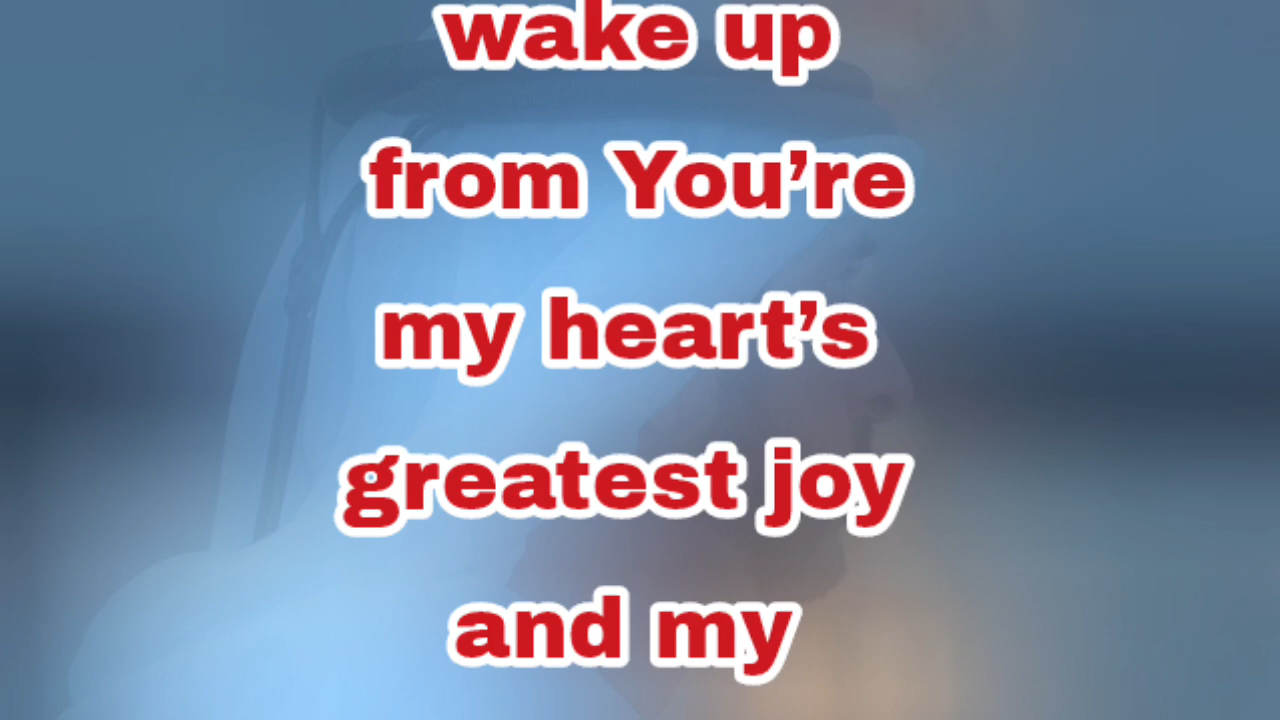 wake up
from You’re
my heart’s
greatest joy
and my